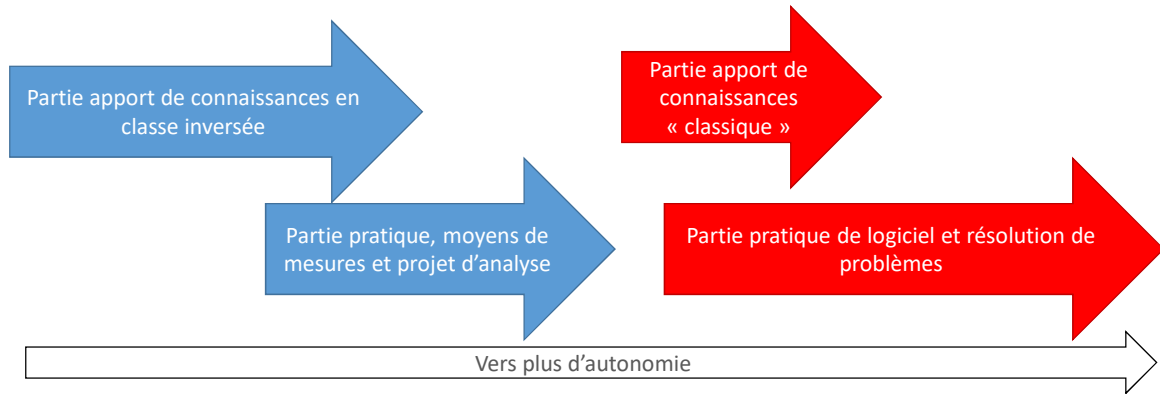 Partie apport de connaissances en
classe inversée
Partie apport de
connaissances
« classique »
Partie pratique, moyens de
mesures et projet d’analyse
Partie pratique de logiciel et résolution de
problèmes
Vers plus d’autonomie